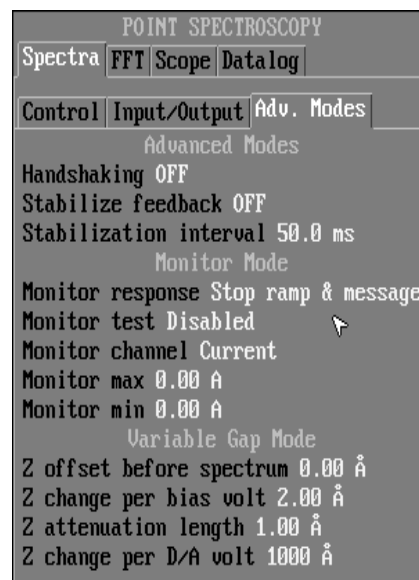 POINT SPECTROSCOPY
Spectra FFT Scope Datalog
Control Input/Output Adv. Modes
Advanced Modes
Handshaking OFF
Stabilize feedback OFF
Stabilization interval 50.0 ms
Monitor Mode
Monitor response Stop ramp & message
Monitor test Disabled
Monitor channel Current
Monitor max 0.00 A
Monitor min 0.00 A
Variable Gap Mode
Z offset before spectrum 0.00 Å
Z change per bias volt 2.00 Å
Z attenuation length 1.00 Å
Z change per D/A volt 1000 Å